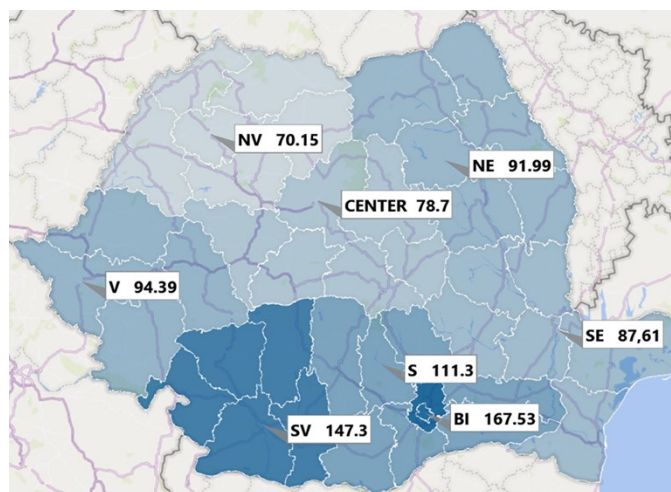 NV 70.15
NE 91.99
CENTER 78.7
V 94.39
SE 87,61
S 111.3
BI 167.53
SV 147.3